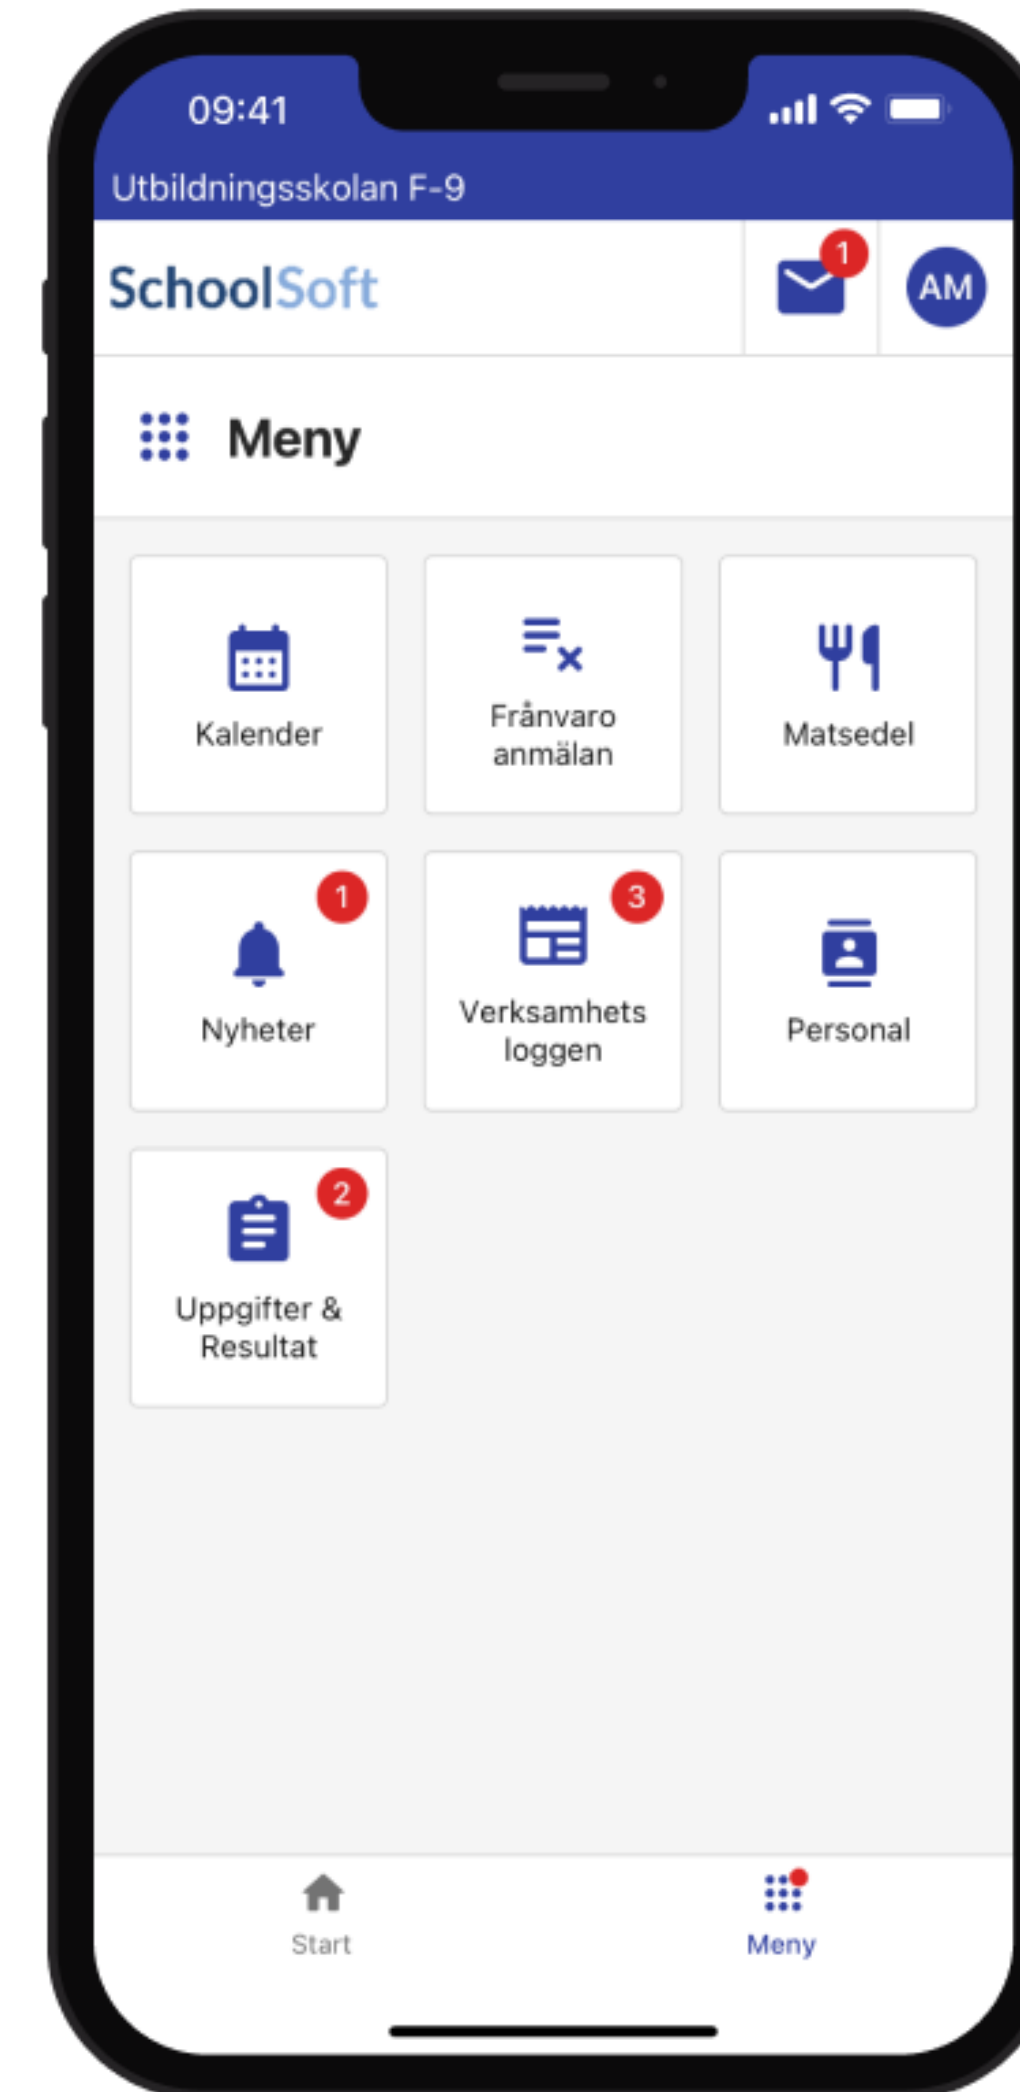 09:41
Utbildningsskolan F-9
SchoolSoft
1
AM
Meny
Kalender
Frånvaro
anmälan
Matsedel
1
Nyheter
3
Verksamhets
loggen
Personal
2
Uppgifter &
Resultat
Start
Meny